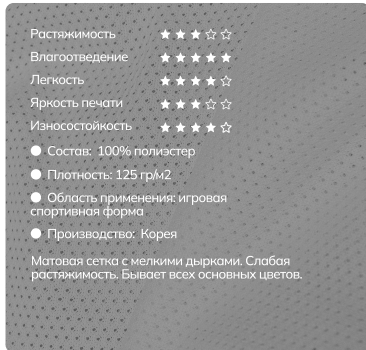 Растяжимость ★★★☆☆
Влагоотведение ★★★★★
Легкость ★★★★☆
Яркость печати ★★★☆☆
Износостойкость ★★★★☆
● Состав: 100% полиэстер
● Плотность: 125 гр/м2
● Область применения: игровая
спортивная форма
● Производство: Корея
Матовая сетка с мелкими дырками. Слабая
растяжимость. Бывает всех основных цветов.